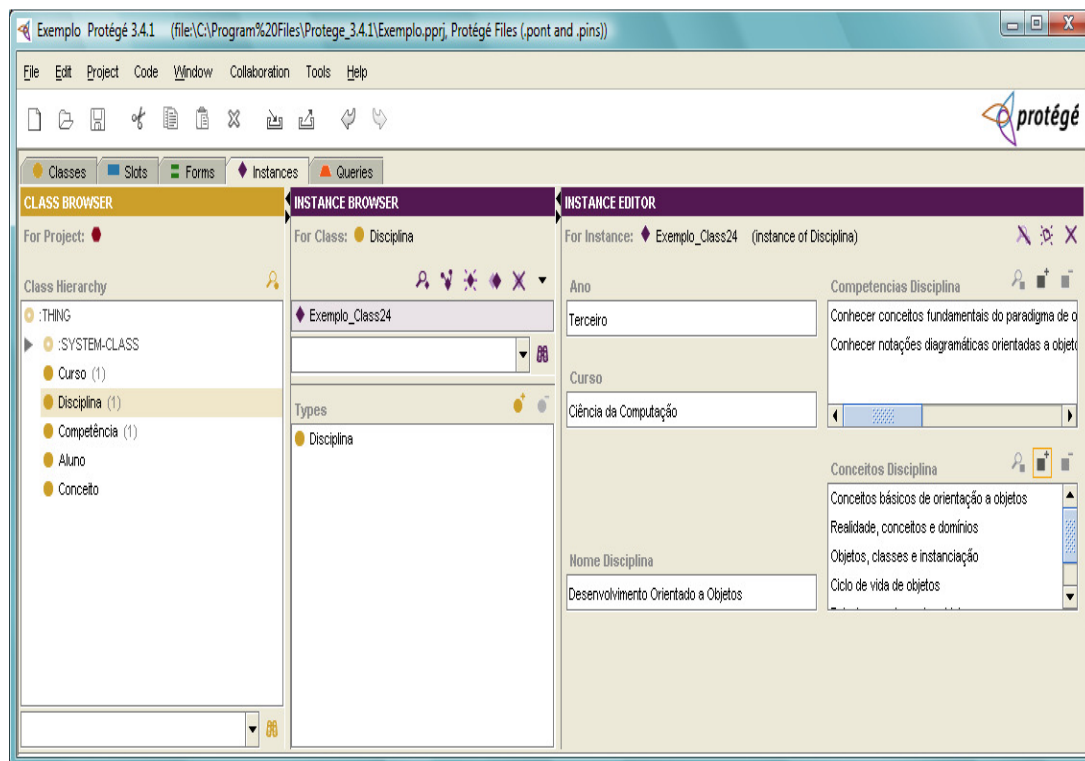 Exemplo Protégé 3.4.1 (file:\C:\Program%20Files\Protege_3.4.1\Exemplo.pprj, Protégé Files (.pont and .pins))
File Edit Project Code Window Collaboration Tools Help
protégé
Classes Slots Forms Instances Queries
CLASS BROWSER
For Project:
Class Hierarchy
:THING
:SYSTEM-CLASS
Curso (1)
Disciplina (1)
Competência (1)
Aluno
Conceito
INSTANCE BROWSER
For Class: Disciplina
Exemplo_Class24
Types
Disciplina
INSTANCE EDITOR
For Instance: Exemplo_Class24 (instance of Disciplina)
Ano
Terceiro
Curso
Ciência da Computação
Nome Disciplina
Desenvolvimento Orientado a Objetos
Competencias Disciplina
Conhecer conceitos fundamentais do paradigma de o
Conhecer notações diagramáticas orientadas a objeto
Conceitos Disciplina
Conceitos básicos de orientação a objetos
Realidade, conceitos e domínios
Objetos, classes e instanciação
Ciclo de vida de objetos